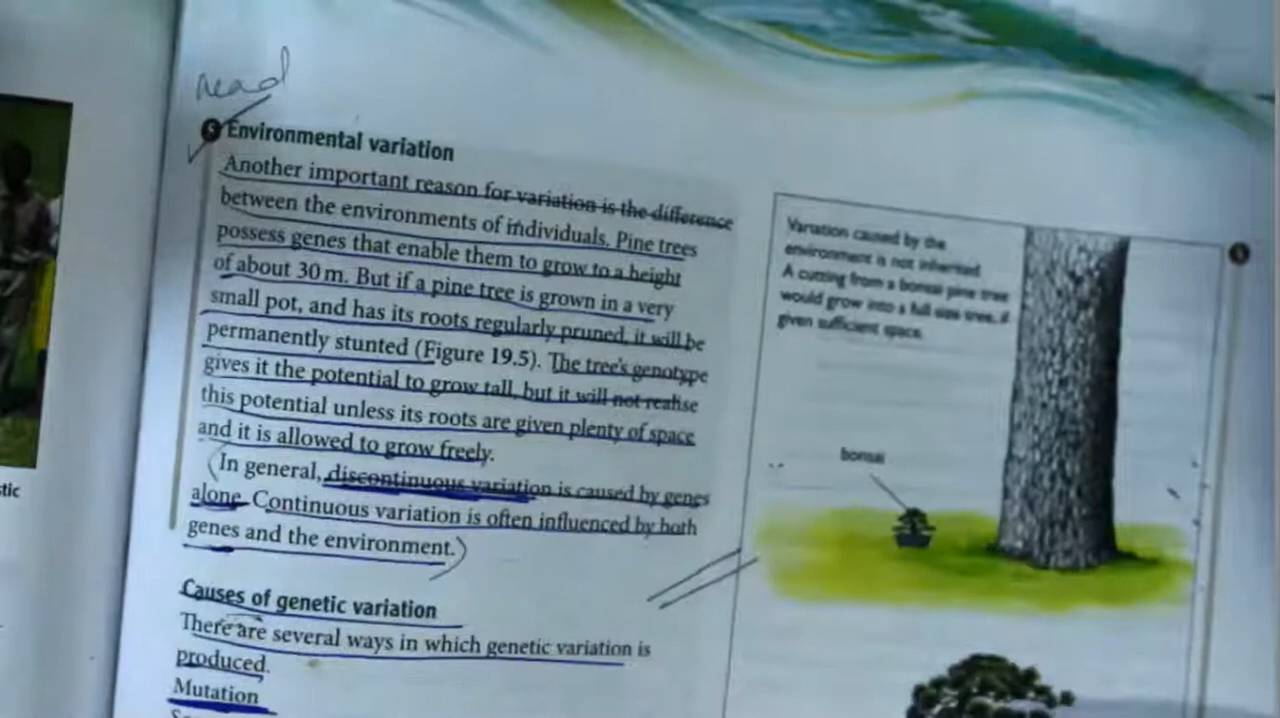 read
S Environmental variation
Another important reason for variation is the difference
between the environments of individuals. Pine trees
possess genes that enable them to grow to a height
of about 30 m. But if a pine tree is grown in a very
small pot, and has its roots regularly pruned, it will be
permanently stunted (Figure 19.5). The tree's genotype
gives it the potential to grow tall, but it will not realise
this potential unless its roots are given plenty of space
and it is allowed to grow freely.
In general, discontinuous variation is caused by genes
alone. Continuous variation is often influenced by both
genes and the environment.
Causes of genetic variation
There are several ways in which genetic variation is
produced.
Mutation
Variation caused by the
environment is not inherited.
A cutting from a bonsai pine tree
would grow into a full size tree, if
given sufficient space.
bonsai
tic